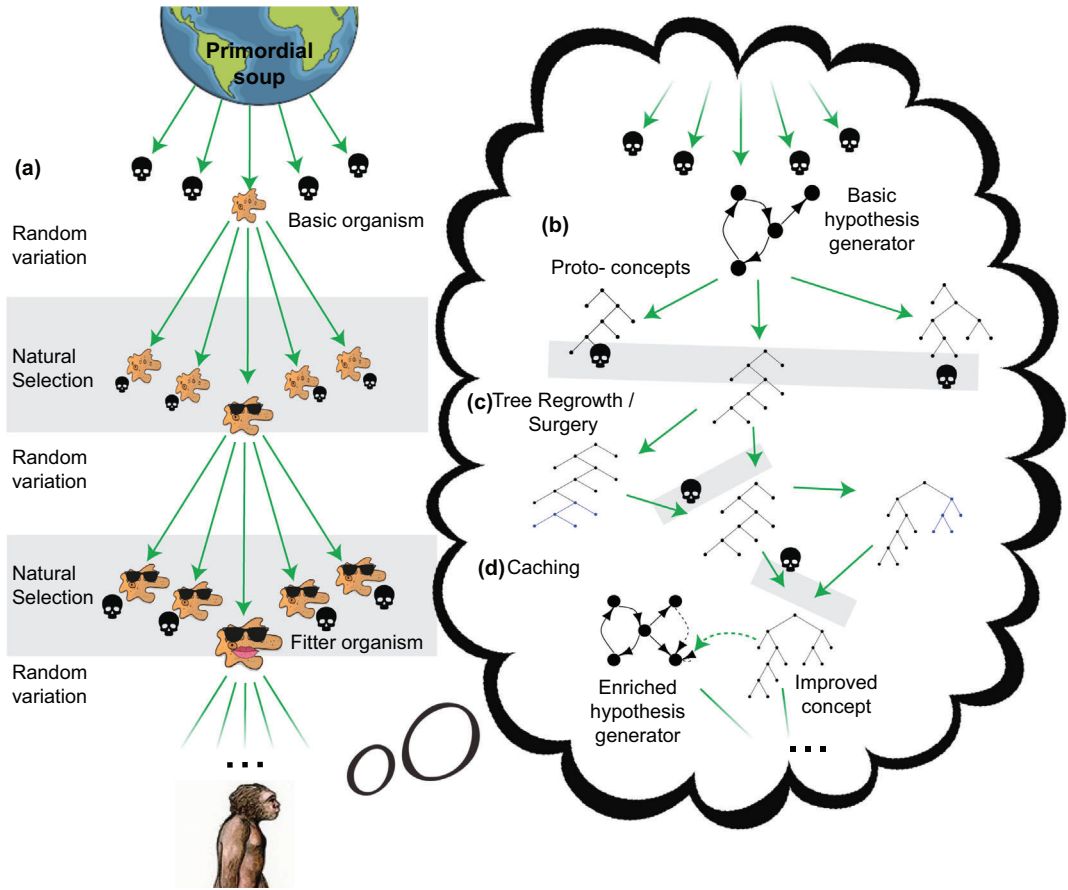 Primordial
soup
(a)
Basic organism
Random
variation
Natural
Selection
Random
variation
Natural
Selection
Fitter organism
Random
variation
...
(b)
Basic
hypothesis
generator
Proto- concepts
(c) Tree Regrowth /
Surgery
(d) Caching
Enriched
hypothesis
generator
Improved
concept
...